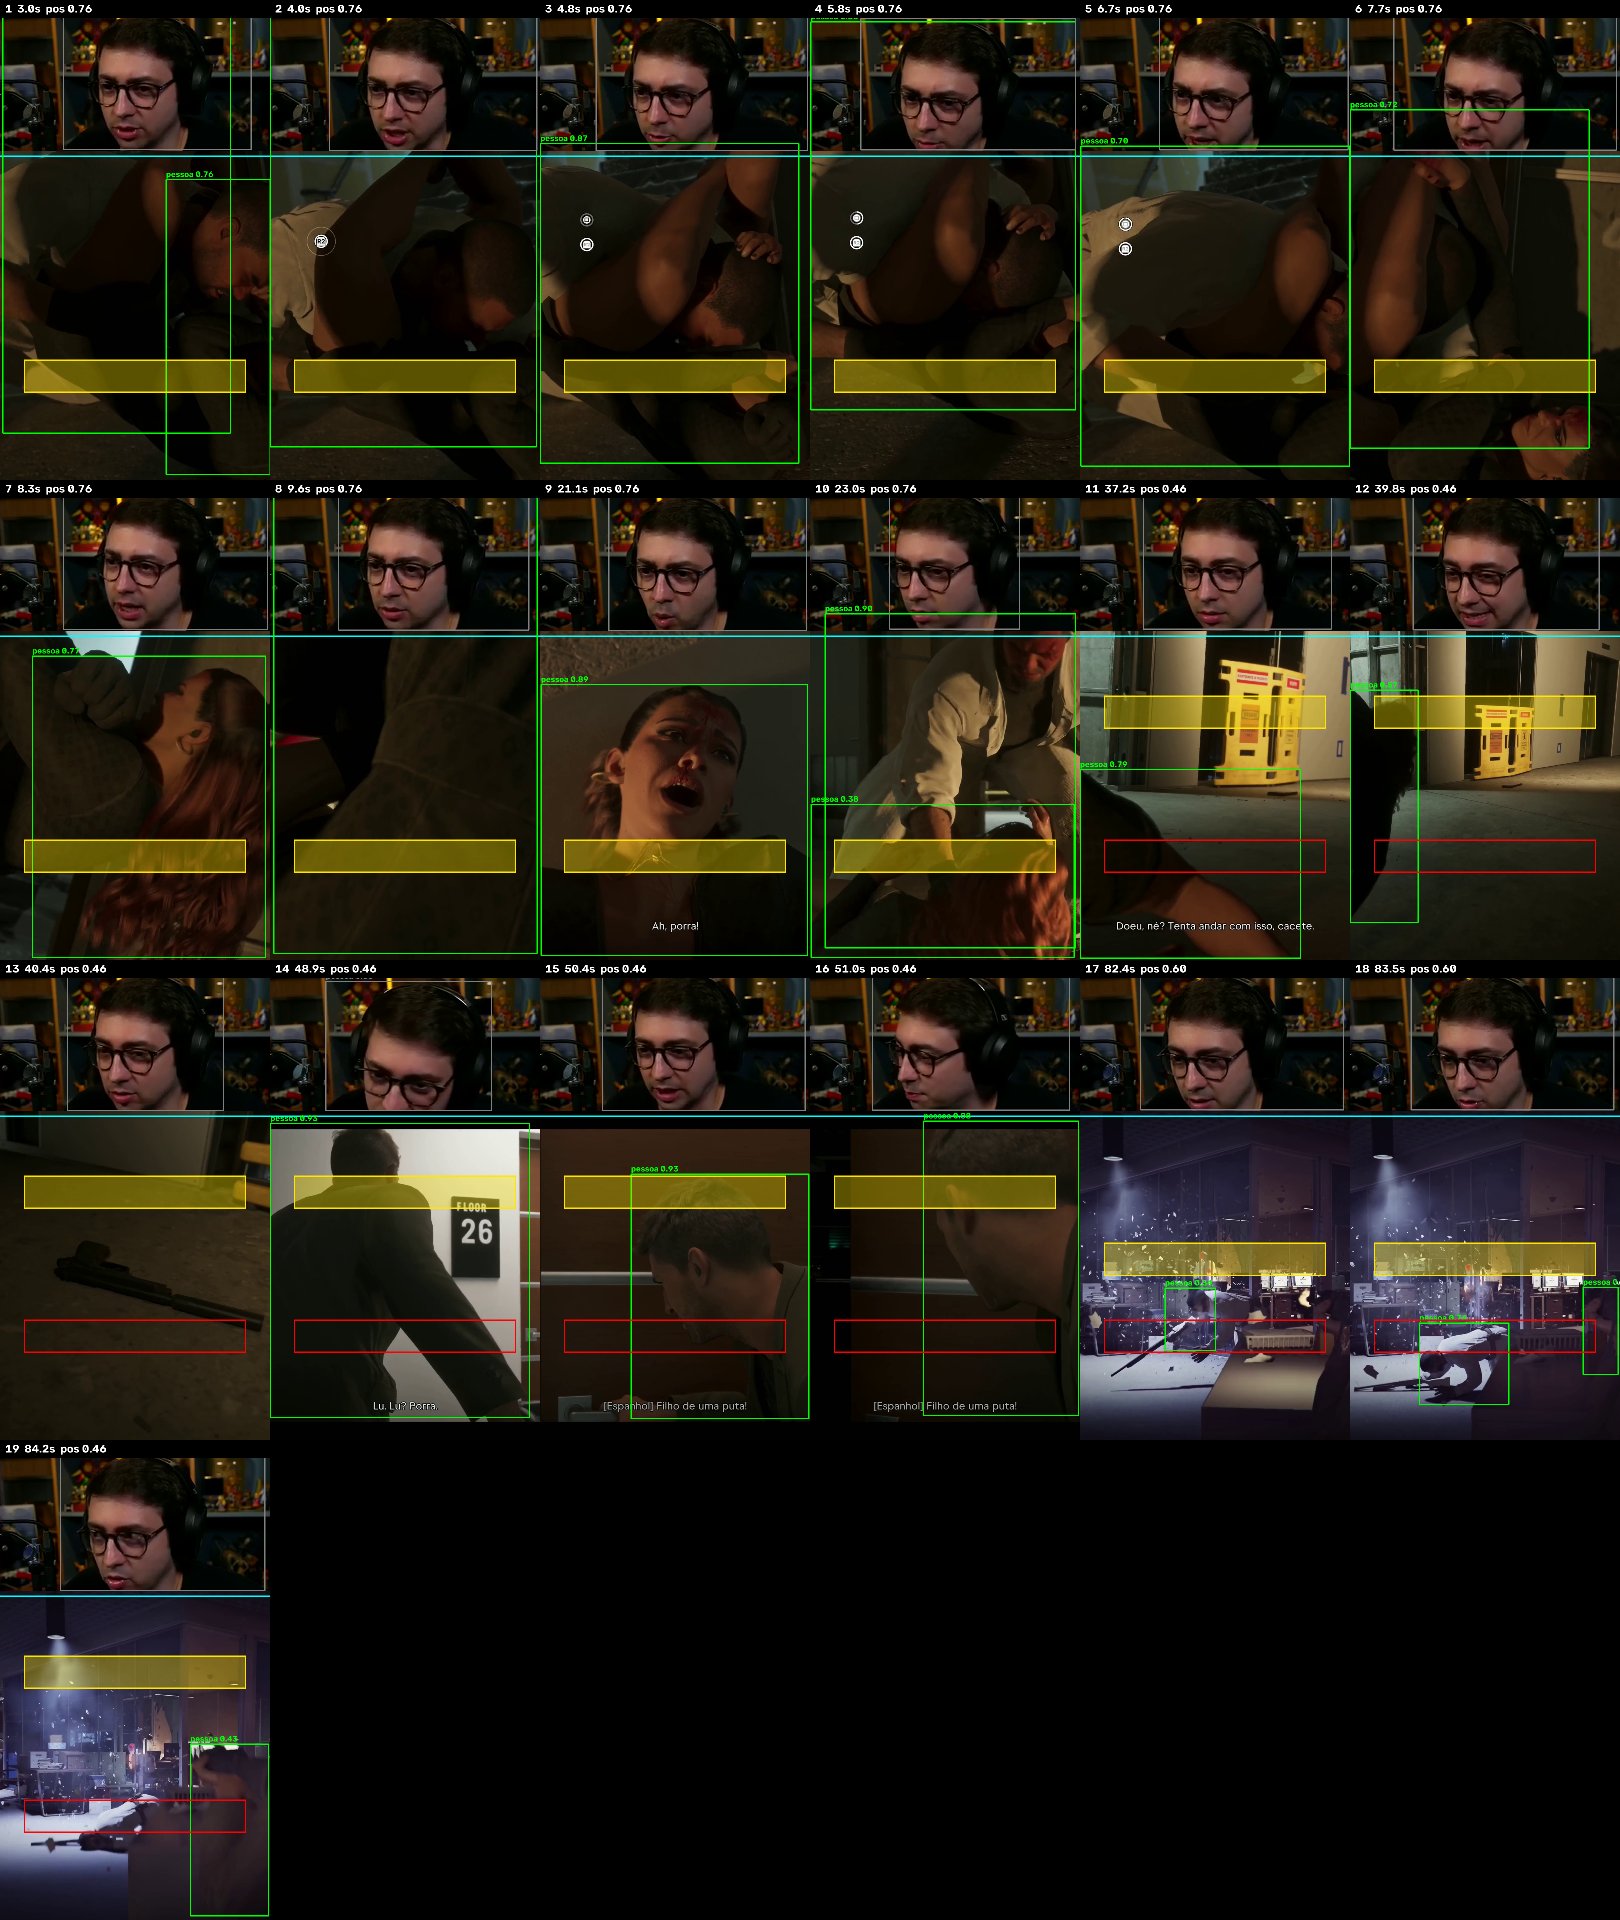 1 3.0s pos 0.76
2 4.0s pos 0.76
3 4.8s pos 0.76
4 5.8s pos 0.76
5 6.7s pos 0.76
6 7.7s pos 0.76
pessoa 0.76
pessoa 0.87
pessoa 0.70
pessoa 0.72
R2
7 8.3s pos 0.76
8 9.6s pos 0.76
9 21.1s pos 0.76
10 23.0s pos 0.76
11 37.2s pos 0.46
12 39.8s pos 0.46
pessoa 0.77
pessoa 0.89
pessoa 0.90
pessoa 0.38
pessoa 0.79
Ah, porra!
Doeu, né? Tenta andar com isso, cacete.
13 40.4s pos 0.46
14 48.9s pos 0.46
15 50.4s pos 0.46
16 51.0s pos 0.46
17 82.4s pos 0.60
18 83.5s pos 0.60
pessoa 0.93
pessoa 0.93
FLOOR
26
Lu. Lu? Porra.
[Espanhol] Filho de uma puta!
[Espanhol] Filho de uma puta!
19 84.2s pos 0.46
pessoa 0.43